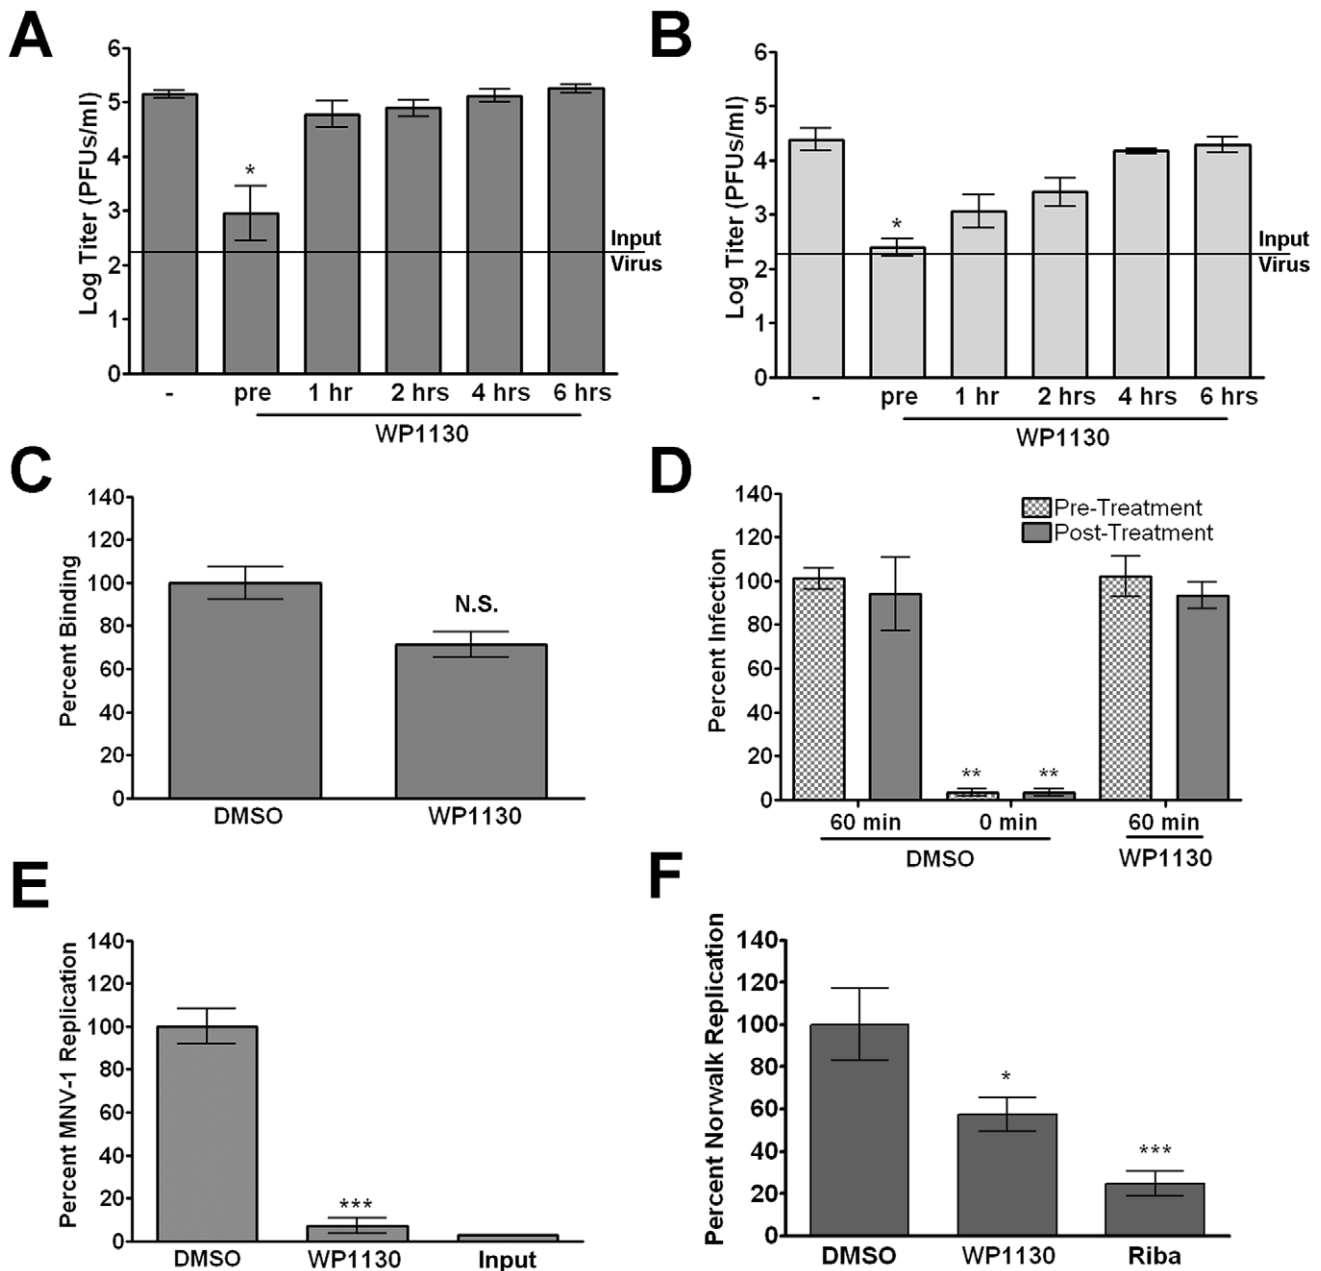 A
Log Titer (PFUs/ml)
6
5
4
3
2
1
0
*
Input
Virus
- pre 1 hr 2 hrs 4 hrs 6 hrs
WP1130
B
Log Titer (PFUs/ml)
6
5
4
3
2
1
0
*
Input
Virus
- pre 1 hr 2 hrs 4 hrs 6 hrs
WP1130
C
Percent Binding
140
120
100
80
60
40
20
0
N.S.
DMSO WP1130
D
Percent Infection
140
120
100
80
60
40
20
0
Pre-Treatment
Post-Treatment
** **
60 min 0 min 60 min
DMSO WP1130
E
Percent MNV-1 Replication
140
120
100
80
60
40
20
0
***
DMSO WP1130 Input
F
Percent Norwalk Replication
140
120
100
80
60
40
20
0
*
***
DMSO WP1130 Riba